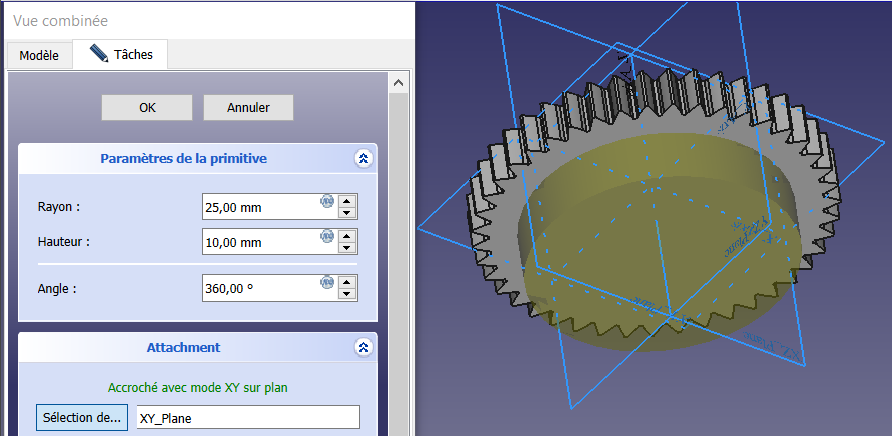 Vue combinée
Modèle
Tâches
OK
Annuler
Paramètres de la primitive
Rayon :
25,00 mm
Hauteur :
10,00 mm
Angle :
360,00 °
Attachment
Accroché avec mode XY sur plan
Sélection de...
XY_Plane